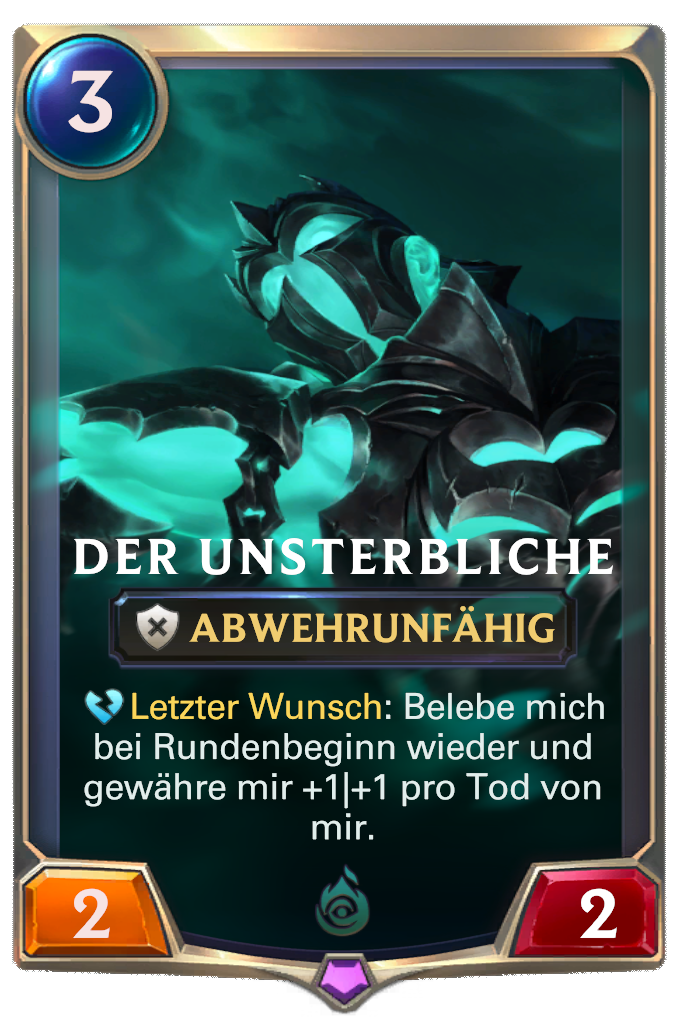 3
DER UNSTERBLICHE
ABWEHRUNFÄHIG
Letzter Wunsch: Belebe mich
bei Rundenbeginn wieder und
gewähre mir +1|+1 pro Tod von
mir.
2
2